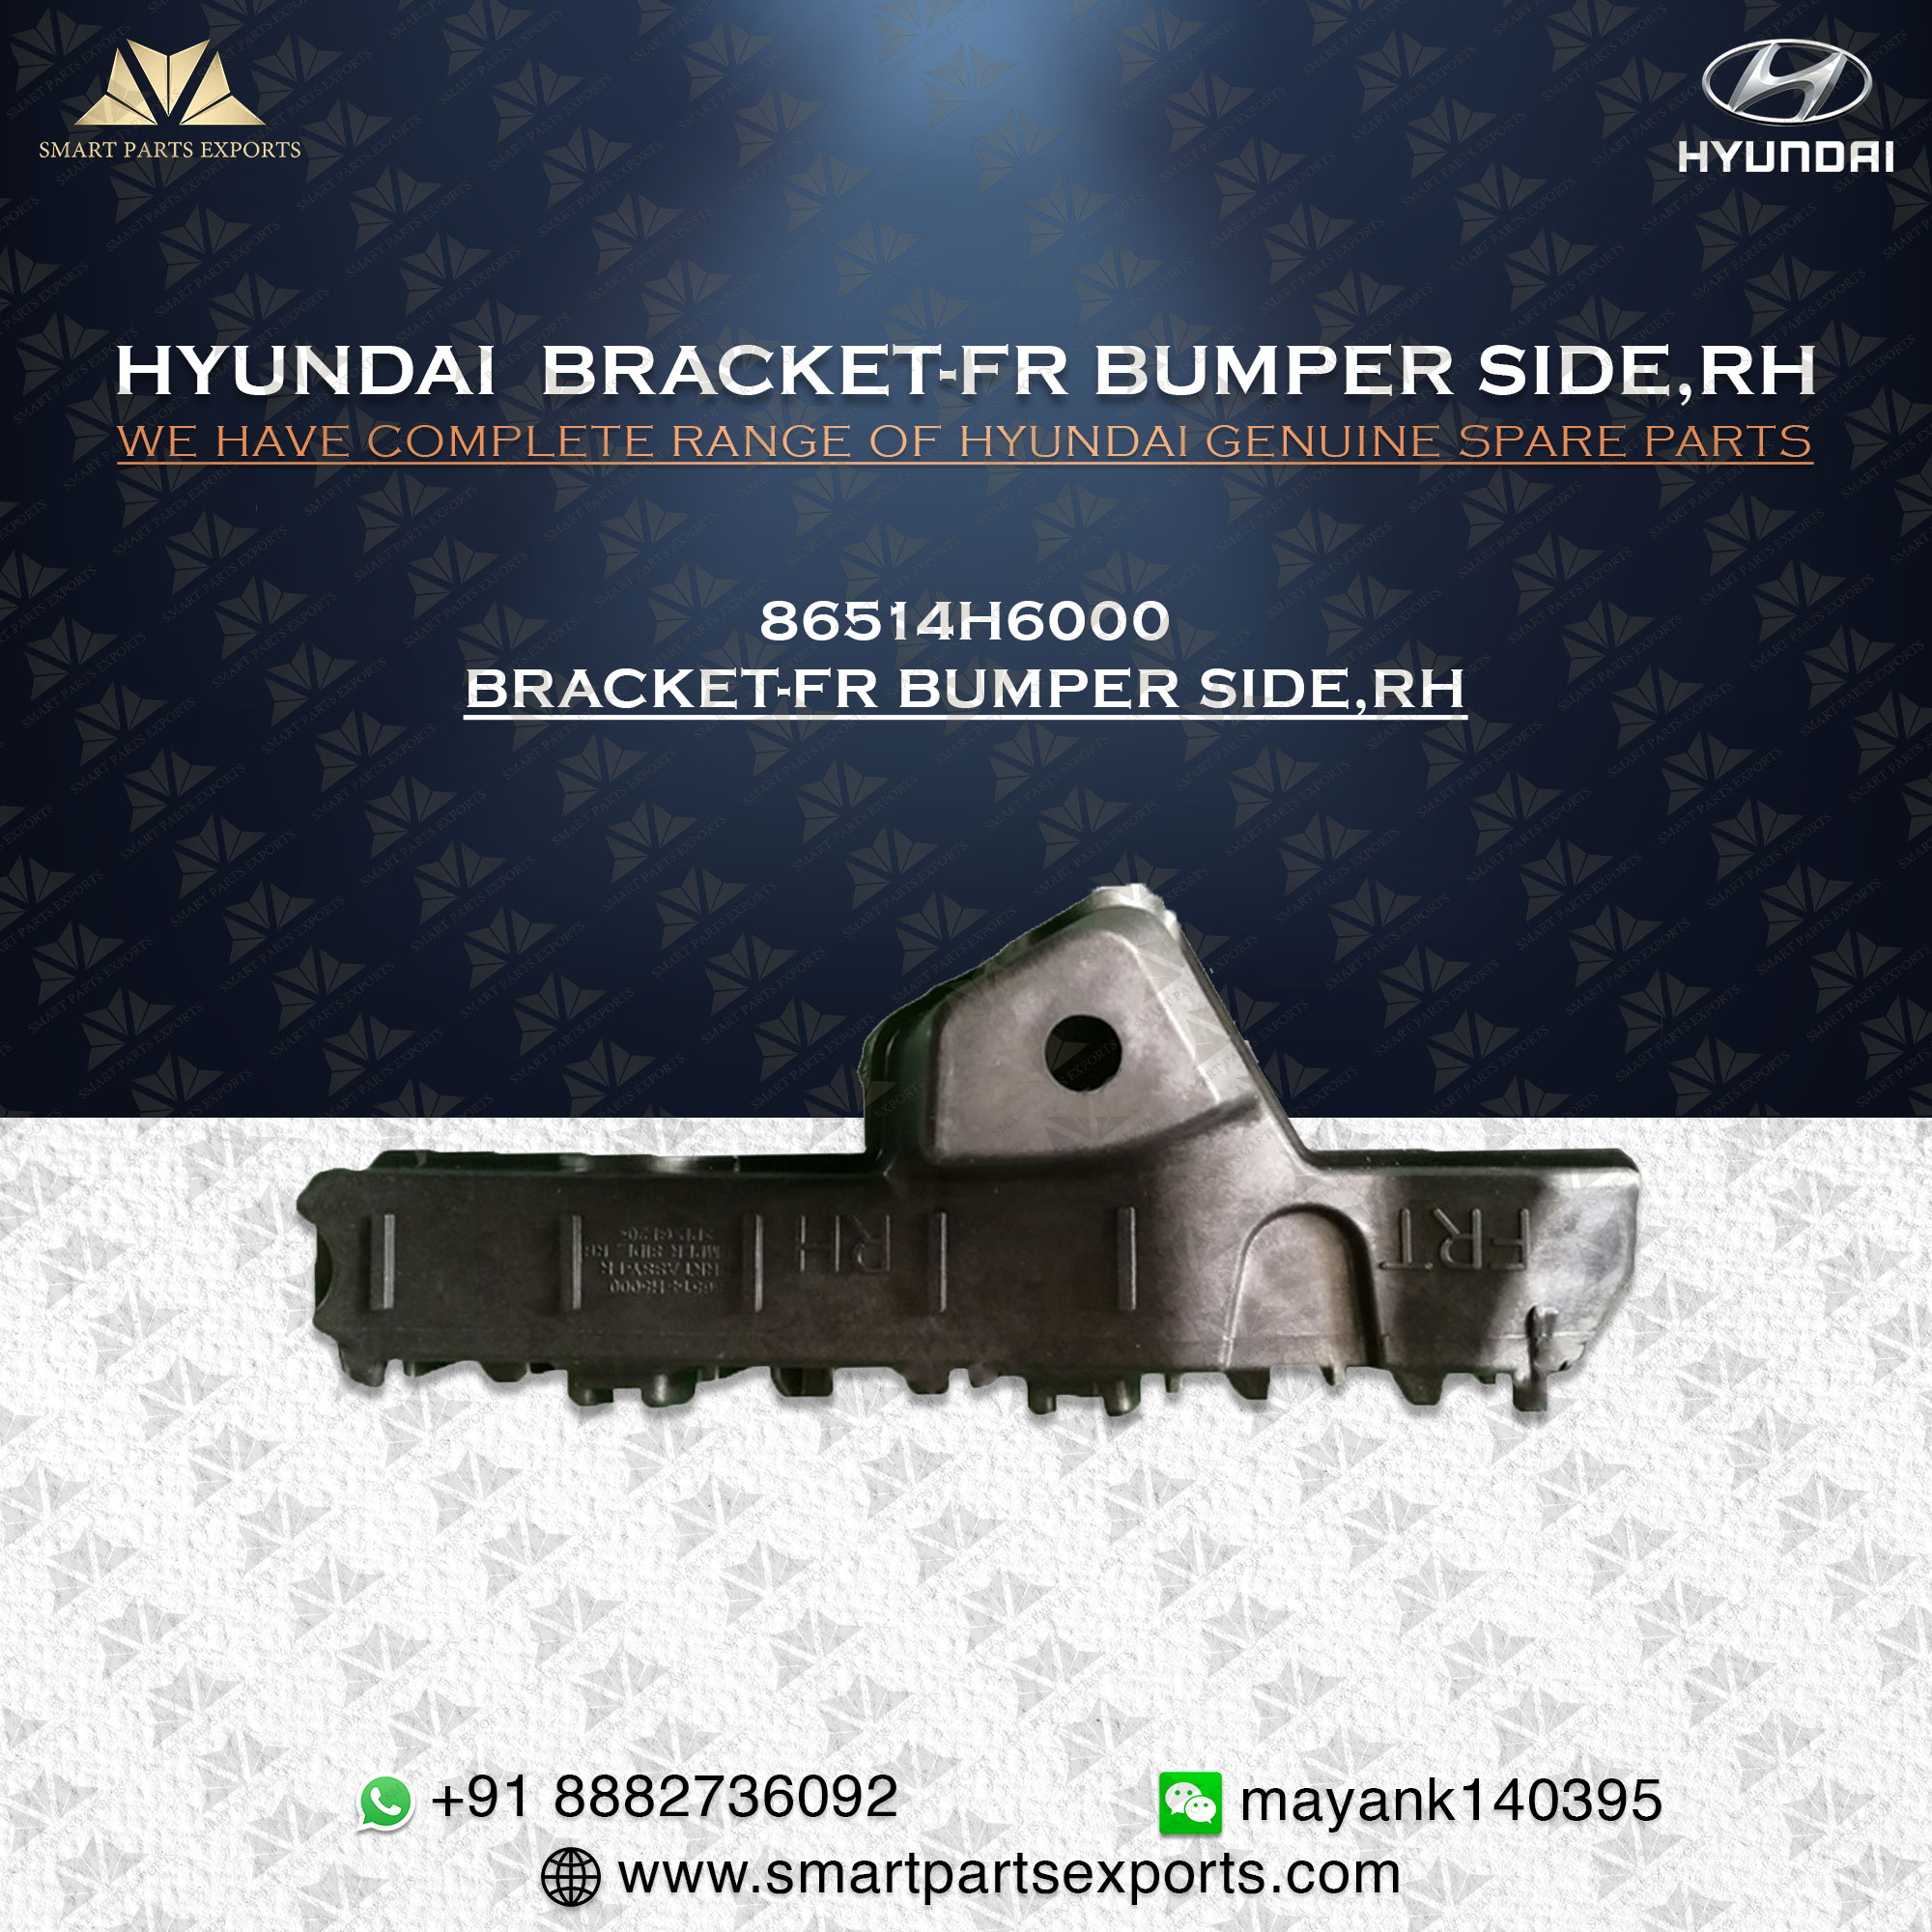 SMART PARTS EXPORTS
HYUNDAI
HYUNDAI BRACKET-FR BUMPER SIDE,RH
WE HAVE COMPLETE RANGE OF HYUNDAI GENUINE SPARE PARTS
86514H6000
BRACKET-FR BUMPER SIDE,RH
RH
FRT
+91 8882736092
mayank140395
www.smartpartsexports.com